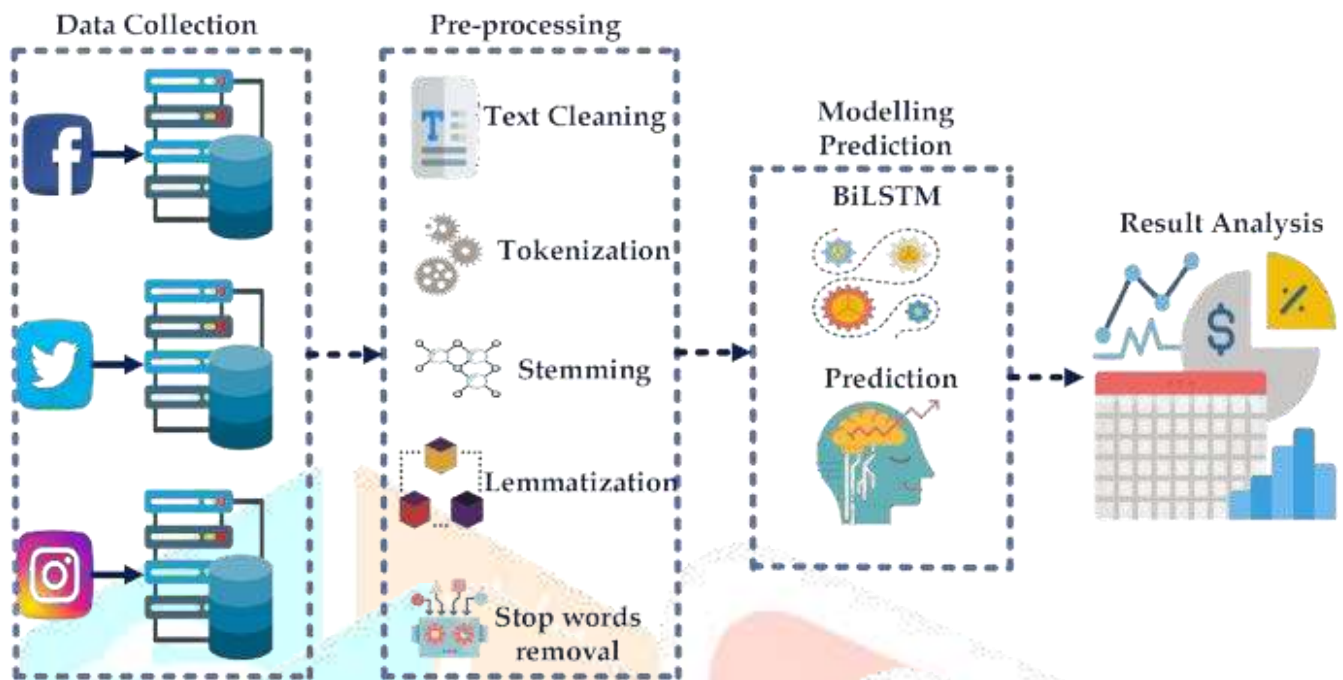 Data Collection
Pre-processing
Text Cleaning
Tokenization
Stemming
Lemmatization
Stop words
removal
Modelling
Prediction
BiLSTM
Prediction
Result Analysis